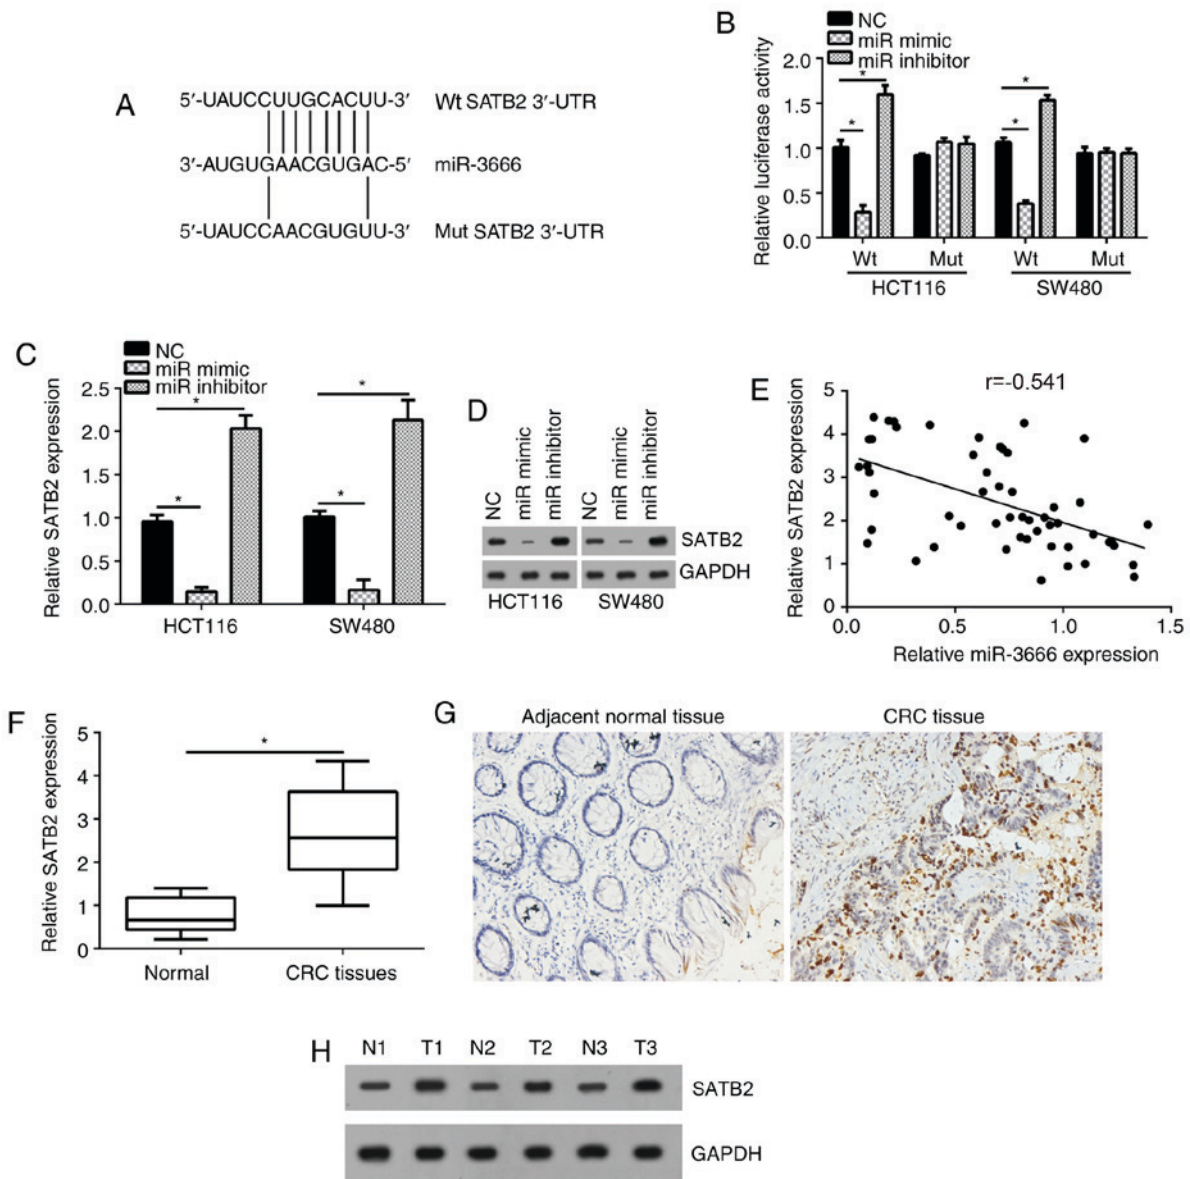 A
5′-UAUCCUUGCACUU-3′ Wt SATB2 3′-UTR
3′-AUGUGAACGUGAC-5′ miR-3666
5′-UAUCCAACGUGUU-3′ Mut SATB2 3′-UTR
B
NC
miR mimic
miR inhibitor
Relative luciferase activity
2.0
1.5
1.0
0.5
0.0
* * * *
Wt Mut Wt Mut
HCT116 SW480
C
NC
miR mimic
miR inhibitor
Relative SATB2 expression
2.5
2.0
1.5
1.0
0.5
0.0
* * * *
HCT116 SW480
D
NC miR mimic miR inhibitor NC miR mimic miR inhibitor
SATB2
GAPDH
HCT116 SW480
E
r=-0.541
Relative SATB2 expression
5
4
3
2
1
0
0.0 0.5 1.0 1.5
Relative miR-3666 expression
F
Relative SATB2 expression
5
4
3
2
1
0
*
Normal CRC tissues
G
Adjacent normal tissue CRC tissue
H
N1 T1 N2 T2 N3 T3
SATB2
GAPDH